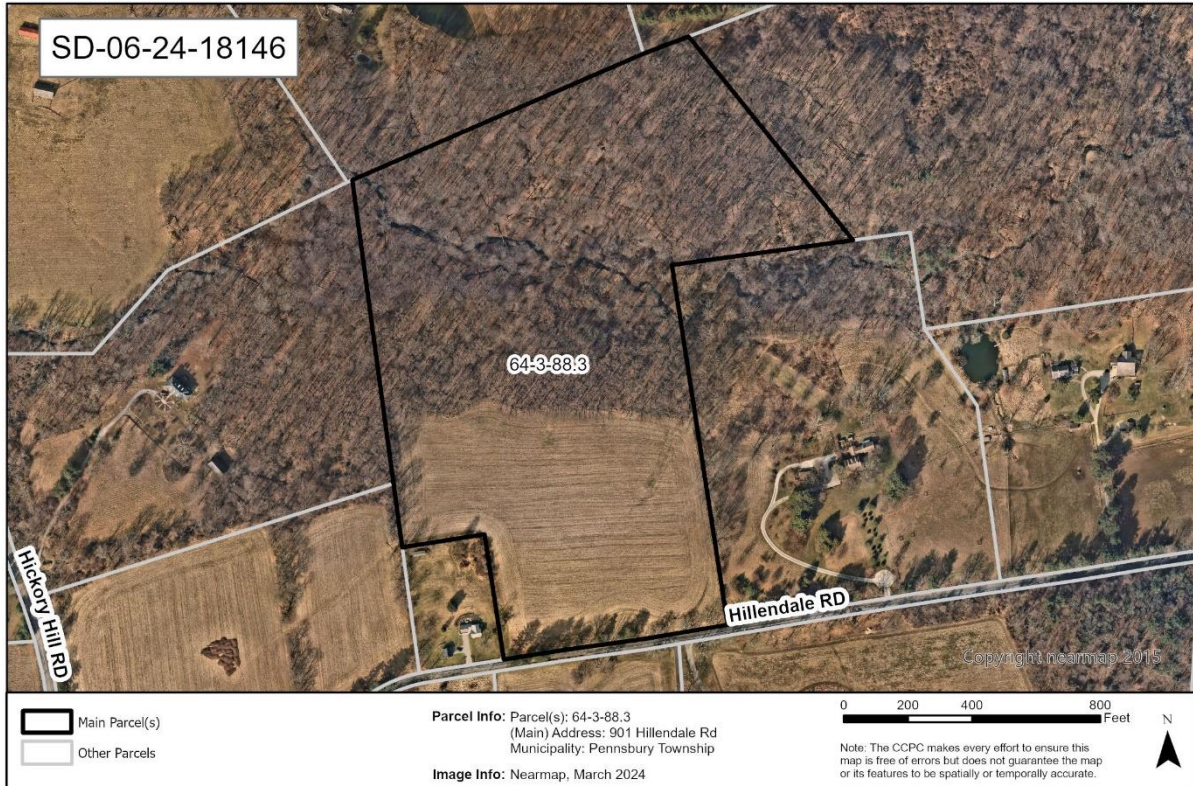 SD-06-24-18146
64-3-88.3
Hickory Hill RD
Hillendale RD
Copyright nearmap 2015
Main Parcel(s)
Other Parcels
Parcel Info: Parcel(s): 64-3-88.3
(Main) Address: 901 Hillendale Rd
Municipality: Pennsbury Township
Image Info: Nearmap, March 2024
0 200 400 800
Feet
Note: The CCPC makes every effort to ensure this
map is free of errors but does not guarantee the map
or its features to be spatially or temporally accurate.
N